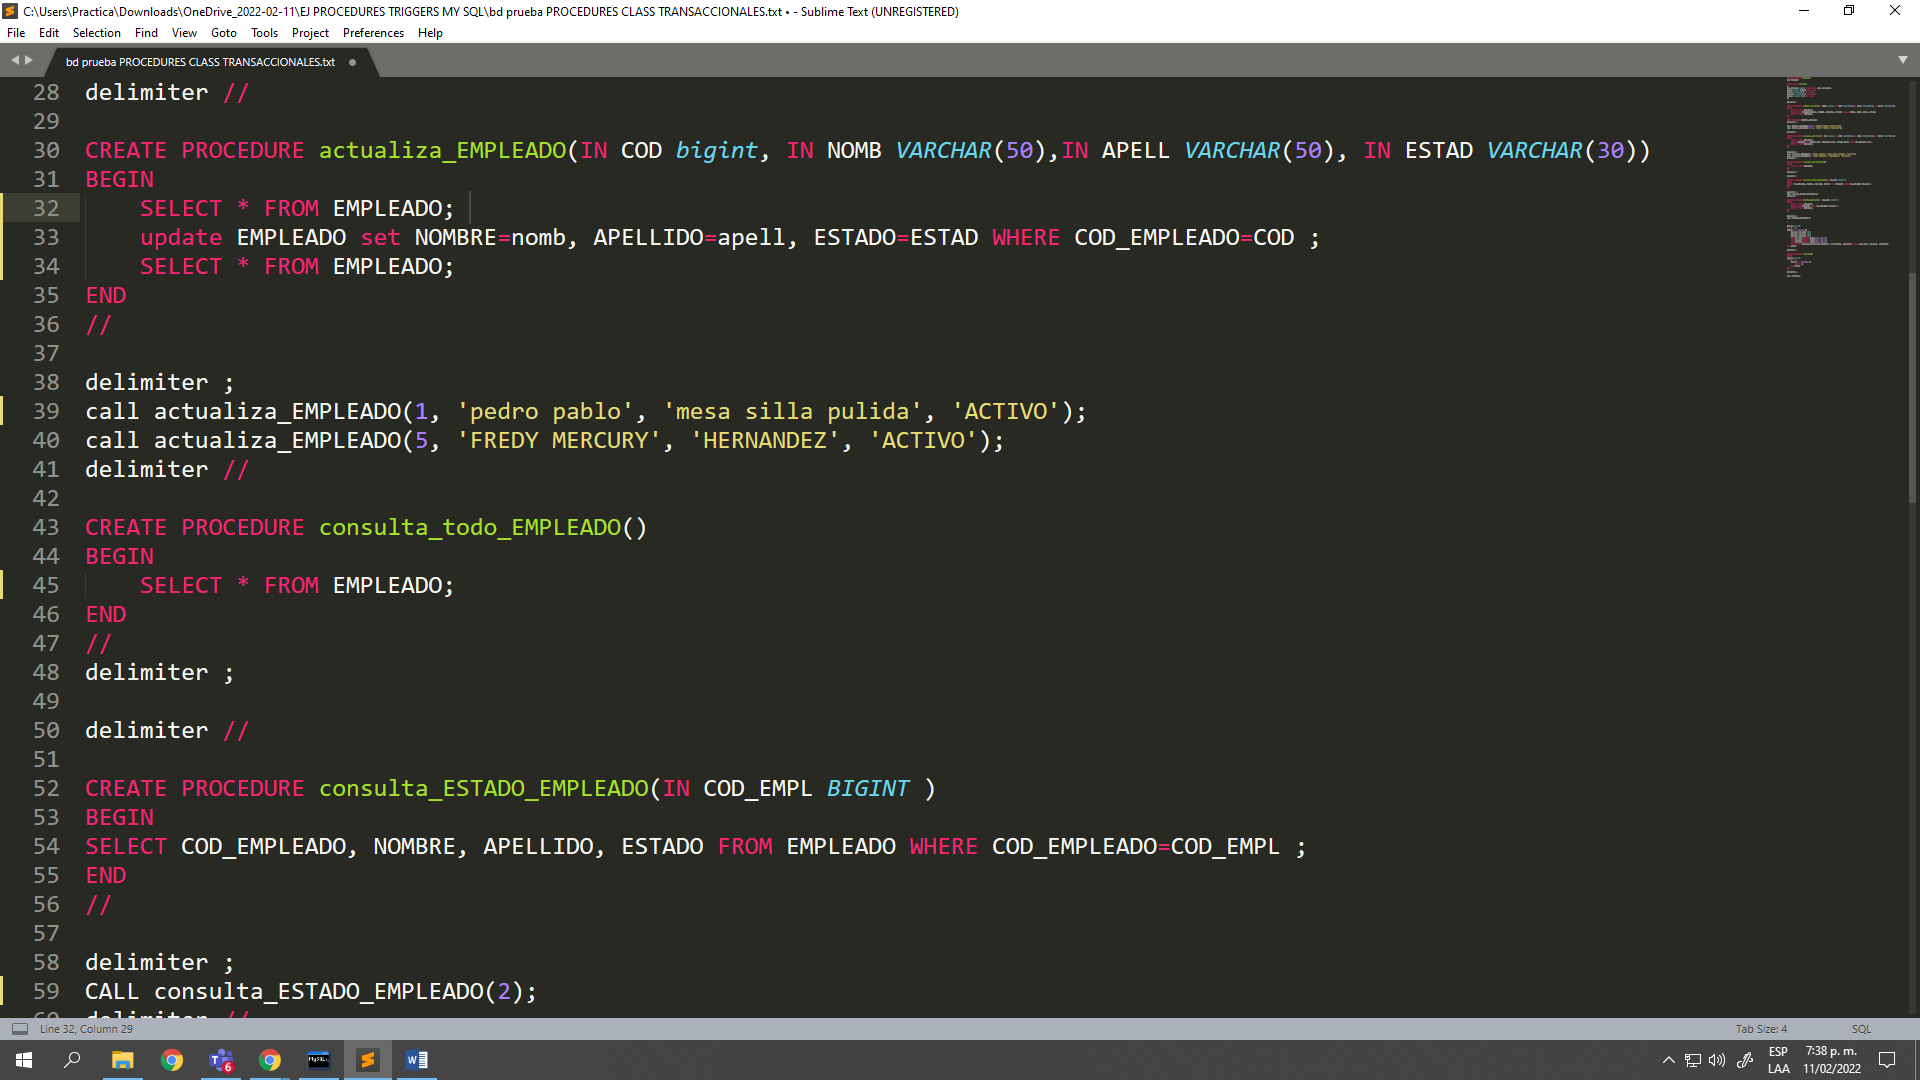 C:\Users\Practica\Downloads\OneDrive_2022-02-11\EJ PROCEDURES TRIGGERS MY SQL\bd prueba PROCEDURES CLASS TRANSACCIONALES.txt • - Sublime Text (UNREGISTERED)
File Edit Selection Find View Goto Tools Project Preferences Help
bd prueba PROCEDURES CLASS TRANSACCIONALES.txt
28 delimiter //
29
30 CREATE PROCEDURE actualiza_EMPLEADO(IN COD bigint, IN NOMB VARCHAR(50),IN APELL VARCHAR(50), IN ESTAD VARCHAR(30))
31 BEGIN
32 SELECT * FROM EMPLEADO;
33 update EMPLEADO set NOMBRE=nomb, APELLIDO=apell, ESTADO=ESTAD WHERE COD_EMPLEADO=COD ;
34 SELECT * FROM EMPLEADO;
35 END
36 //
37
38 delimiter ;
39 call actualiza_EMPLEADO(1, 'pedro pablo', 'mesa silla pulida', 'ACTIVO');
40 call actualiza_EMPLEADO(5, 'FREDY MERCURY', 'HERNANDEZ', 'ACTIVO');
41 delimiter //
42
43 CREATE PROCEDURE consulta_todo_EMPLEADO()
44 BEGIN
45 SELECT * FROM EMPLEADO;
46 END
47 //
48 delimiter ;
49
50 delimiter //
51
52 CREATE PROCEDURE consulta_ESTADO_EMPLEADO(IN COD_EMPL BIGINT )
53 BEGIN
54 SELECT COD_EMPLEADO, NOMBRE, APELLIDO, ESTADO FROM EMPLEADO WHERE COD_EMPLEADO=COD_EMPL ;
55 END
56 //
57
58 delimiter ;
59 CALL consulta_ESTADO_EMPLEADO(2);
60 delimiter //
Line 32, Column 29 Tab Size: 4 SQL
6
MySQL
ESP 7:38 p. m.
LAA 11/02/2022